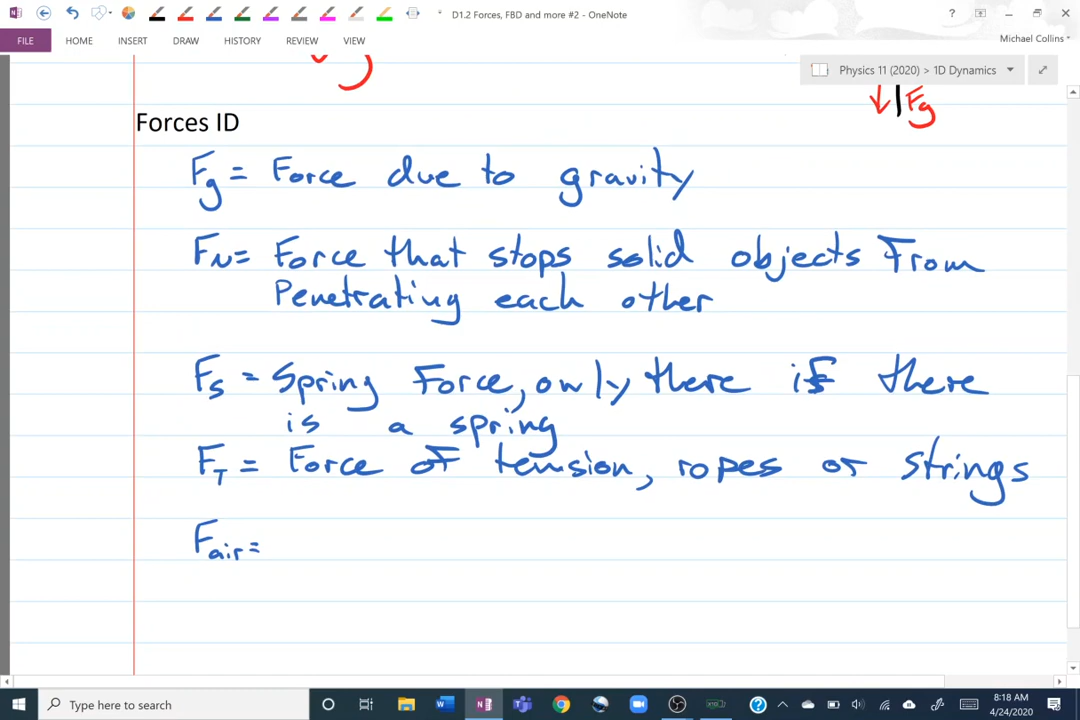 D1.2 Forces, FBD and more #2 - OneNote
FILE HOME INSERT DRAW HISTORY REVIEW VIEW
Michael Collins
Physics 11 (2020) > 1D Dynamics
g
Fg
Forces ID
Fg = Force due to gravity
FN = Force that stops solid objects From
Penetrating each other
Fs = Spring Force, only there if there
is a spring
FT = Force of tension, ropes or strings
Fair =
Type here to search
8:18 AM
4/24/2020